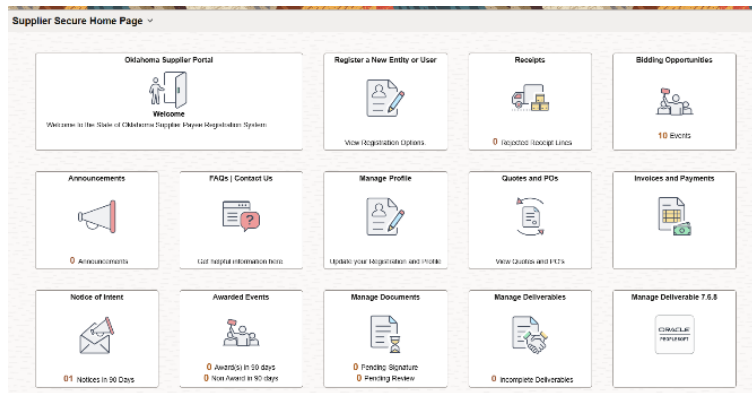 Supplier Secure Home Page
Oklahoma Supplier Portal
Welcome
Welcome to the State of Oklahoma Supplier Payee Registration System
Register a New Entity or User
View Registration Options.
Receipts
0 Rejected Receipt Lines
Bidding Opportunities
10 Events
Announcements
0 Announcements
FAQs | Contact Us
Get helpful information here
Manage Profile
Update your Registration and Profile
Quotes and POs
View Quotes and PO's
Invoices and Payments
Notice of Intent
01 Notices in 90 Days
Awarded Events
0 Award(s) in 90 days
0 Non Award in 90 days
Manage Documents
0 Pending Signature
0 Pending Review
Manage Deliverables
0 Incomplete Deliverables
Manage Deliverable 7.6.8
ORACLE
PEOPLESOFT